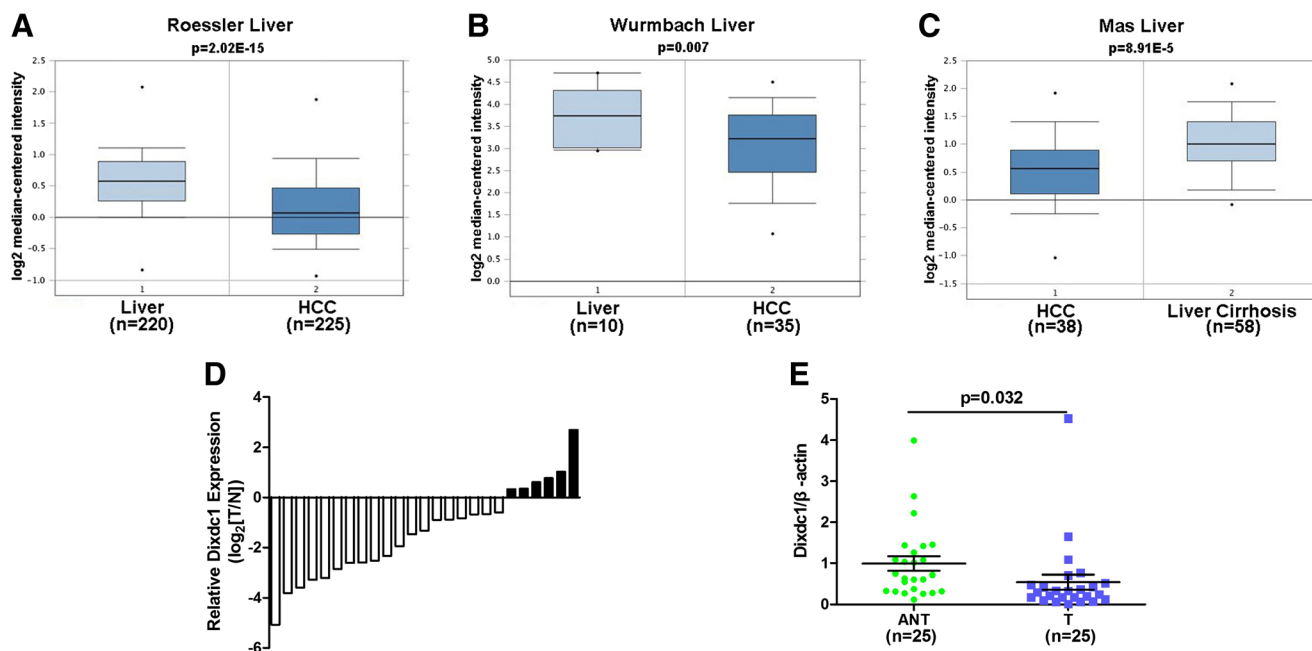 A
Roessler Liver
p=2.02E-15
log2 median-centered intensity
2.5
2.0
1.5
1.0
0.5
0.0
-0.5
-1.0
1
2
Liver
(n=220)
HCC
(n=225)
B
Wurmbach Liver
p=0.007
log2 median-centered intensity
5.0
4.5
4.0
3.5
3.0
2.5
2.0
1.5
1.0
0.5
0.0
1
2
Liver
(n=10)
HCC
(n=35)
C
Mas Liver
p=8.91E-5
log2 median-centered intensity
2.5
2.0
1.5
1.0
0.5
0.0
-0.5
-1.0
-1.5
1
2
HCC
(n=38)
Liver Cirrhosis
(n=58)
D
Relative Dixdc1 Expression
(log2[T/N])
4
2
0
-2
-4
-6
E
p=0.032
Dixdc1/β -actin
5
4
3
2
1
0
ANT
(n=25)
T
(n=25)